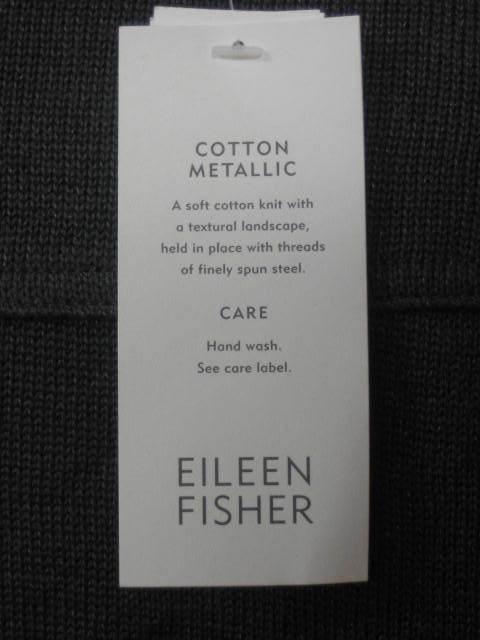 COTTON
METALLIC
A soft cotton knit with
a textural landscape,
held in place with threads
of finely spun steel.
CARE
Hand wash.
See care label.
EILEEN
FISHER